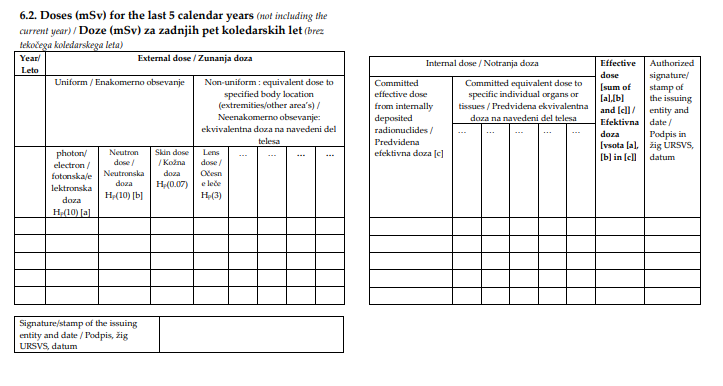 6.2. Doses (mSv) for the last 5 calendar years (not including the
current year) / Doze (mSv) za zadnjih pet koledarskih let (brez
tekočega koledarskega leta)
Year/
Leto
External dose / Zunanja doza
Uniform / Enakomerno obsevanje
Non-uniform : equivalent dose to
specified body location
(extremities/other area's) /
Neenakomerno obsevanje:
ekvivalentna doza na navedeni del
telesa
photon/
electron /
fotonska/e
lektronska
doza
Hp(10) [a]
Neutron
dose /
Neutronska
doza
Hp(10) [b]
Skin dose
/ Kožna
doza
Hp(0.07)
Lens
dose /
Očesn
e leče
Hp(3)
...
...
...
...
Internal dose / Notranja doza
Committed
effective dose
from internally
deposited
radionuclides /
Predvidena
efektivna doza [c]
Committed equivalent dose to
specific individual organs or
tissues / Predvidena ekvivalentna
doza na navedeni del telesa
...
...
...
...
...
Effective
dose
[sum of
[a],[b]
and [c]] /
Efektivna
doza
[vsota [a],
[b] in [c]]
Authorized
signature/
stamp of
the issuing
entity and
date /
Podpis in
žig URSVS,
datum
Signature/stamp of the issuing
entity and date / Podpis, žig
URSVS, datum